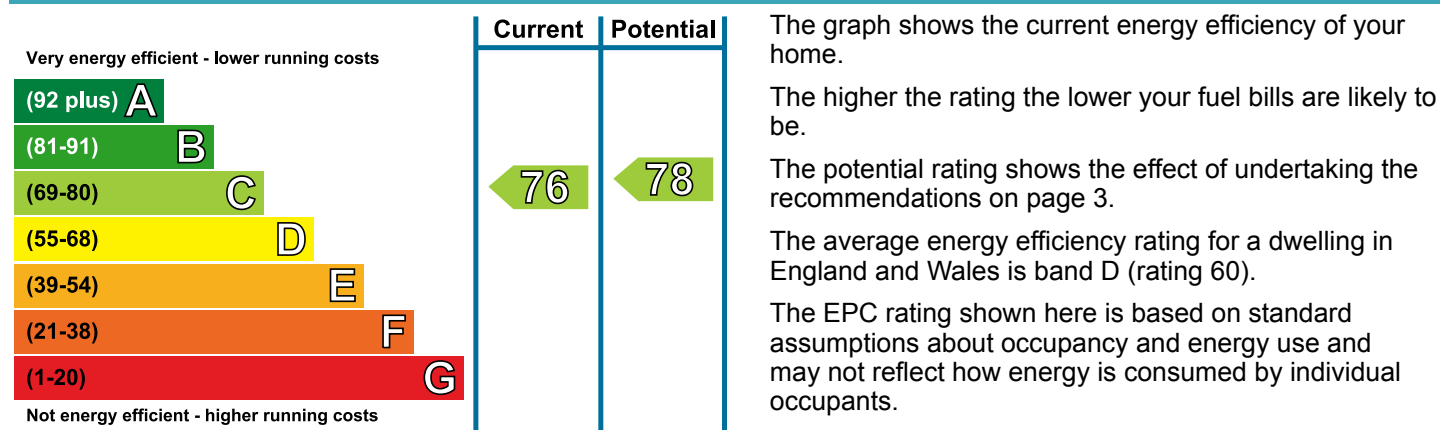 Current Potential
Very energy efficient - lower running costs
(92 plus) A
(81-91) B
(69-80) C
(55-68) D
(39-54) E
(21-38) F
(1-20) G
Not energy efficient - higher running costs
76
78
The graph shows the current energy efficiency of your
home.
The higher the rating the lower your fuel bills are likely to
be.
The potential rating shows the effect of undertaking the
recommendations on page 3.
The average energy efficiency rating for a dwelling in
England and Wales is band D (rating 60).
The EPC rating shown here is based on standard
assumptions about occupancy and energy use and
may not reflect how energy is consumed by individual
occupants.